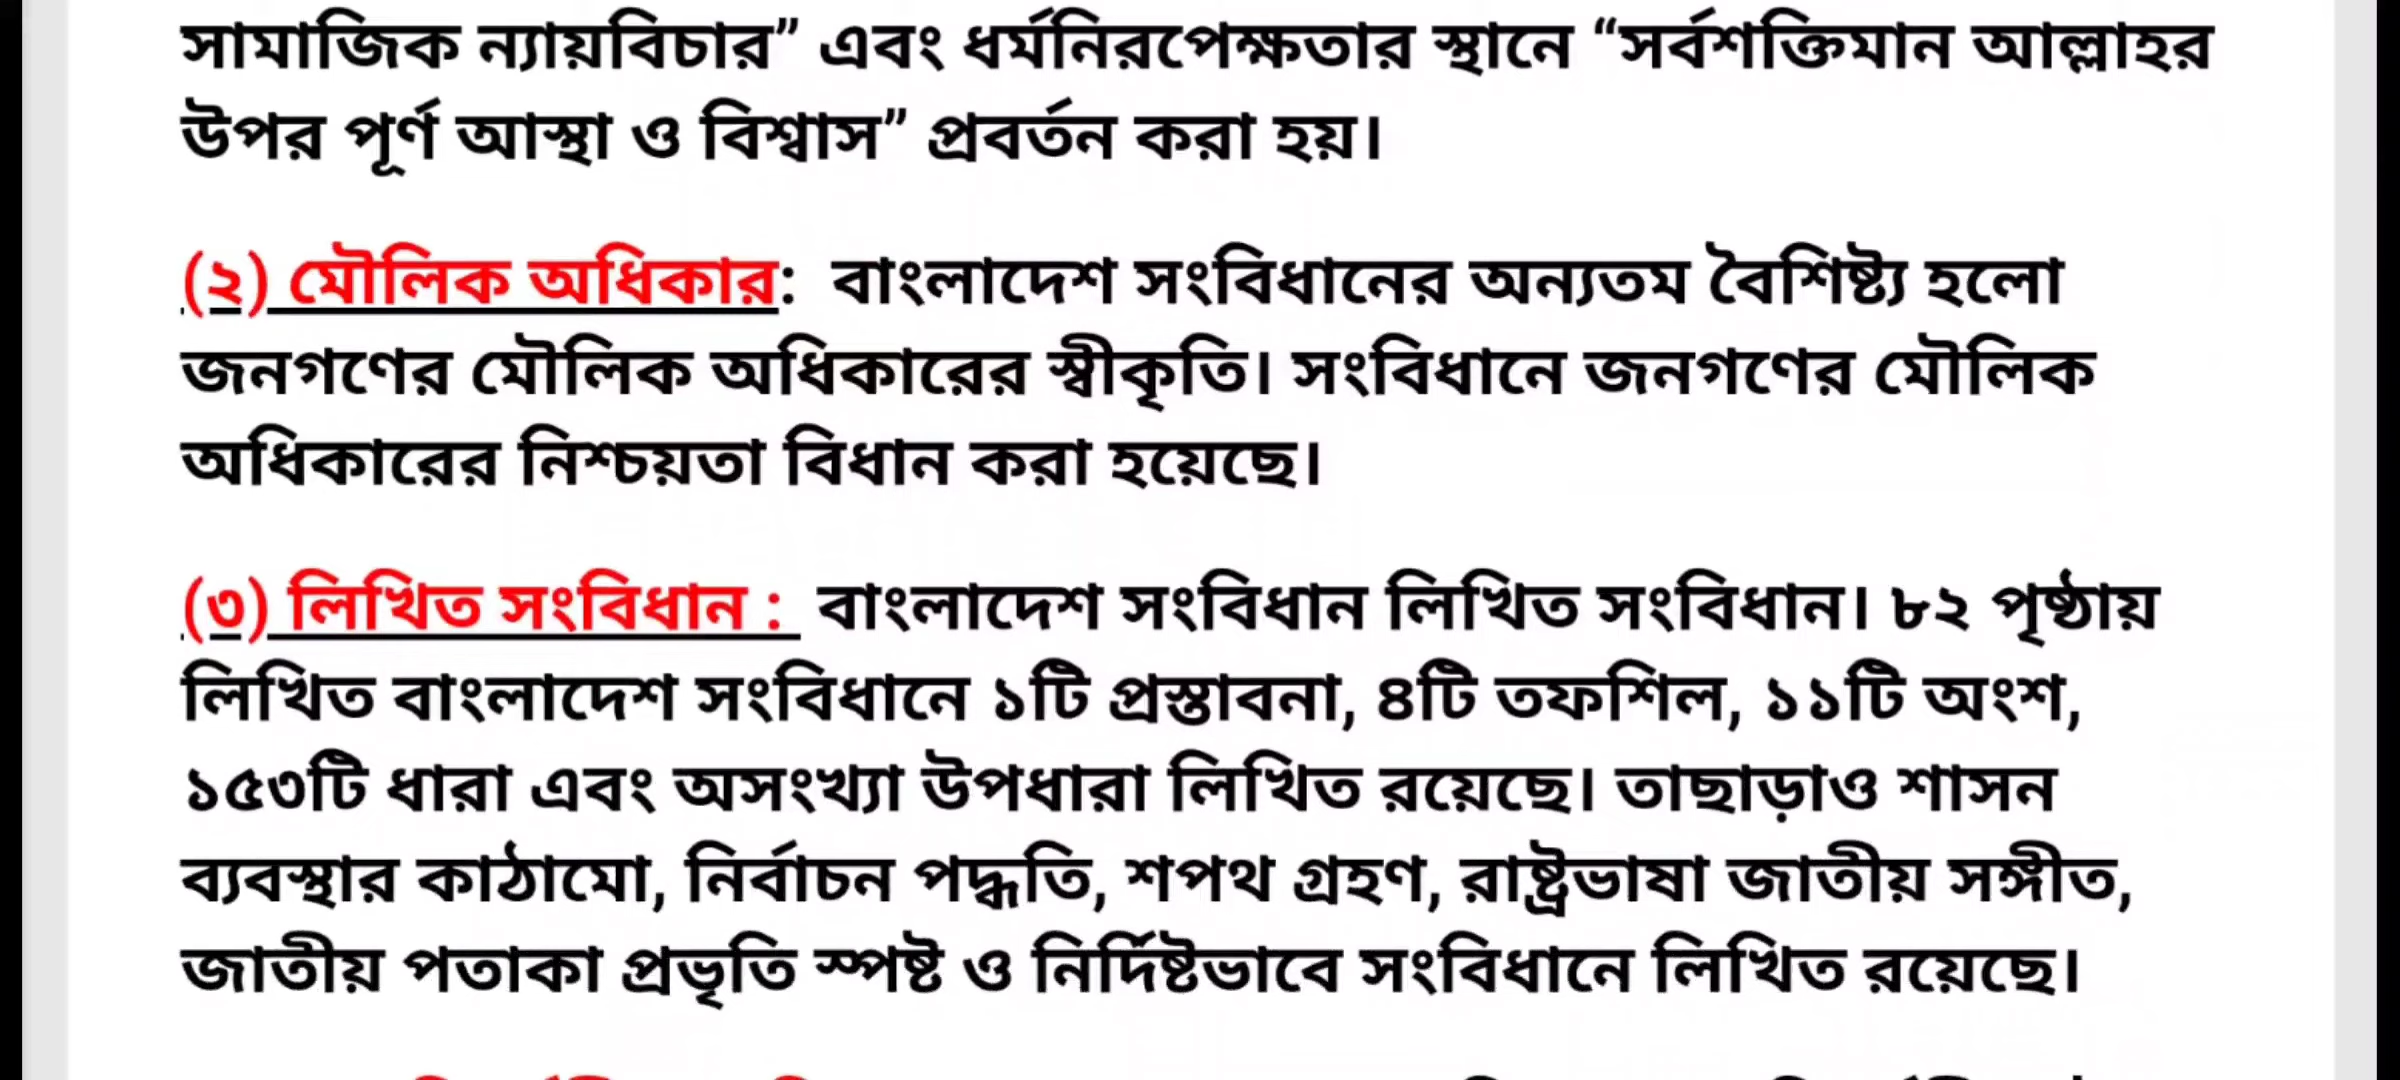 সামাজিক ন্যায়বিচার” এবং ধর্মনিরপেক্ষতার স্থানে “সর্বশক্তিমান আল্লাহর
উপর পূর্ণ আস্থা ও বিশ্বাস” প্রবর্তন করা হয়।
(২) মৌলিক অধিকার: বাংলাদেশ সংবিধানের অন্যতম বৈশিষ্ট্য হলো
জনগণের মৌলিক অধিকারের স্বীকৃতি। সংবিধানে জনগণের মৌলিক
অধিকারের নিশ্চয়তা বিধান করা হয়েছে।
(৩) লিখিত সংবিধান : বাংলাদেশ সংবিধান লিখিত সংবিধান। ৮২ পৃষ্ঠায়
লিখিত বাংলাদেশ সংবিধানে ১টি প্রস্তাবনা, ৪টি তফশিল, ১১টি অংশ,
১৫৩টি ধারা এবং অসংখ্যা উপধারা লিখিত রয়েছে। তাছাড়াও শাসন
ব্যবস্থার কাঠামো, নির্বাচন পদ্ধতি, শপথ গ্রহণ, রাষ্ট্রভাষা জাতীয় সঙ্গীত,
জাতীয় পতাকা প্রভৃতি স্পষ্ট ও নির্দিষ্টভাবে সংবিধানে লিখিত রয়েছে।